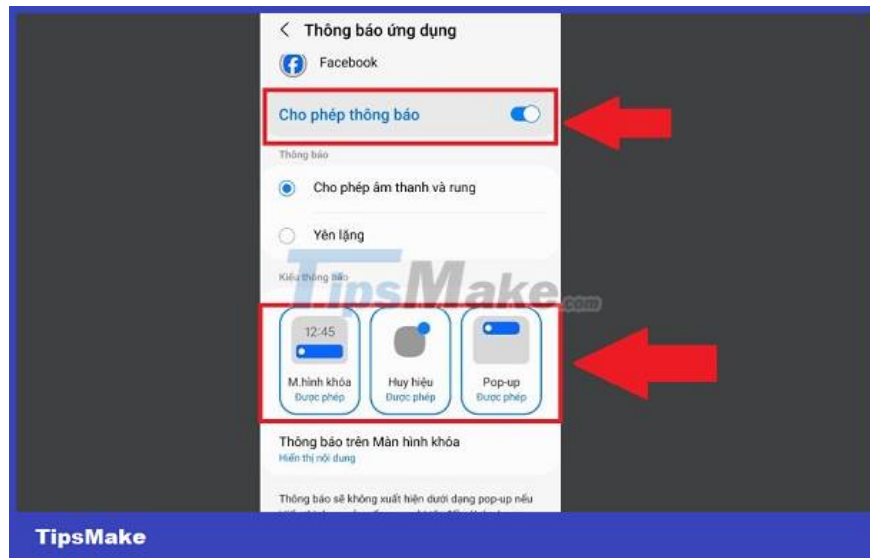 Thông báo ứng dụng
Facebook
Cho phép thông báo
Thông báo
Cho phép âm thanh và rung
Yên lặng
Kiểu thông báo
TipsMake.com
12:45
M.hình khóa
Được phép
Huy hiệu
Được phép
Pop-up
Được phép
Thông báo trên Màn hình khóa
Hiển thị nội dung
Thông báo sẽ không xuất hiện dưới dạng pop-up nếu
TipsMake